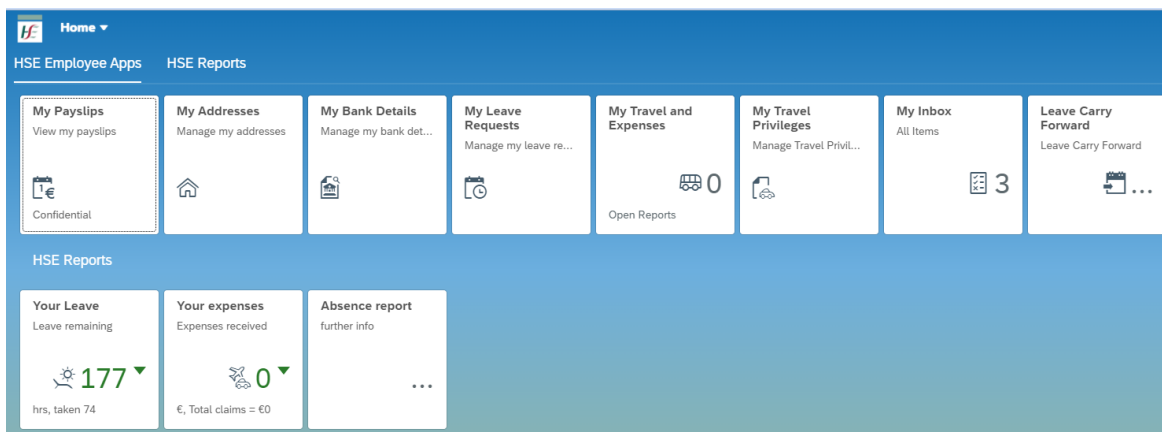 Home
HSE Employee Apps HSE Reports
My Payslips
View my payslips
1€
Confidential
My Addresses
Manage my addresses
My Bank Details
Manage my bank det...
My Leave
Requests
Manage my leave re...
My Travel and
Expenses
0
Open Reports
My Travel
Privileges
Manage Travel Privil...
My Inbox
All Items
3
Leave Carry
Forward
Leave Carry Forward
...
HSE Reports
Your Leave
Leave remaining
177
hrs, taken 74
Your expenses
Expenses received
0
€, Total claims = €0
Absence report
further info
...